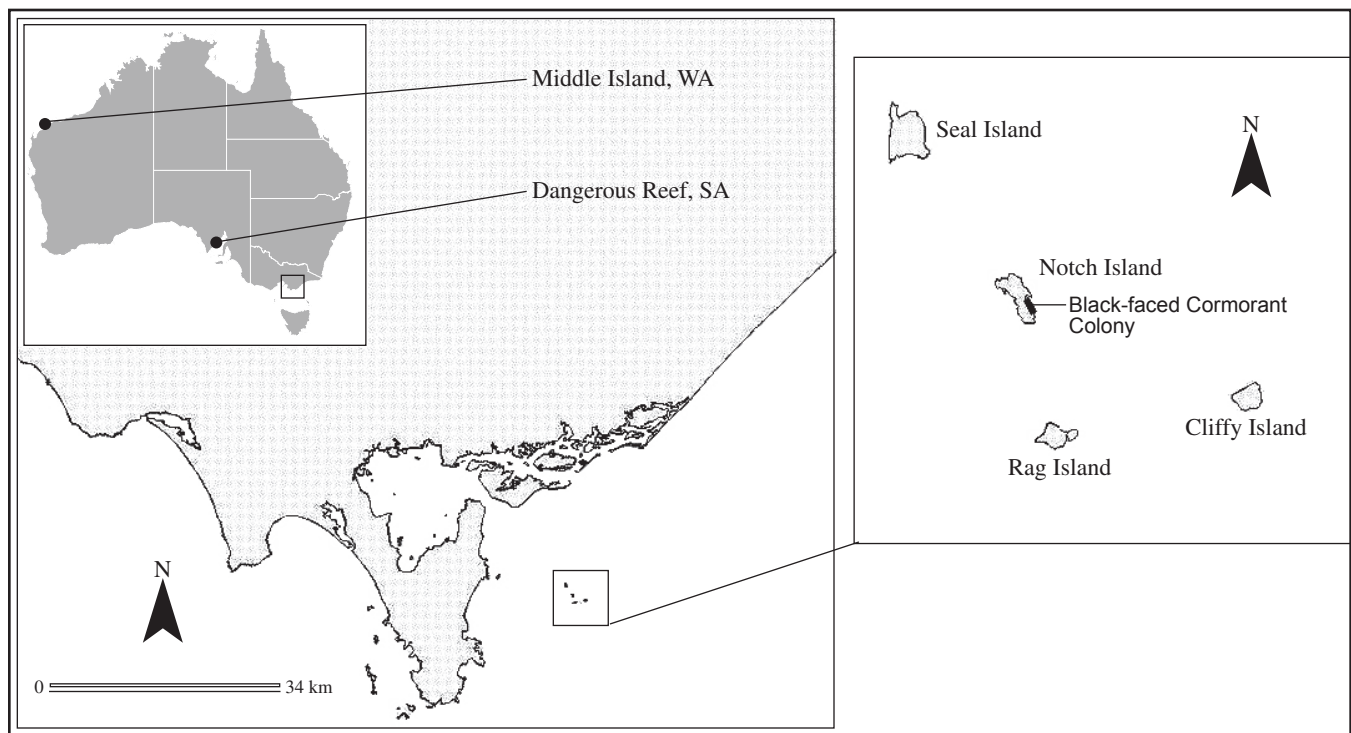 Middle Island, WA
Dangerous Reef, SA
N
0
34 km
Seal Island
N
Notch Island
Black-faced Cormorant
Colony
Cliffy Island
Rag Island